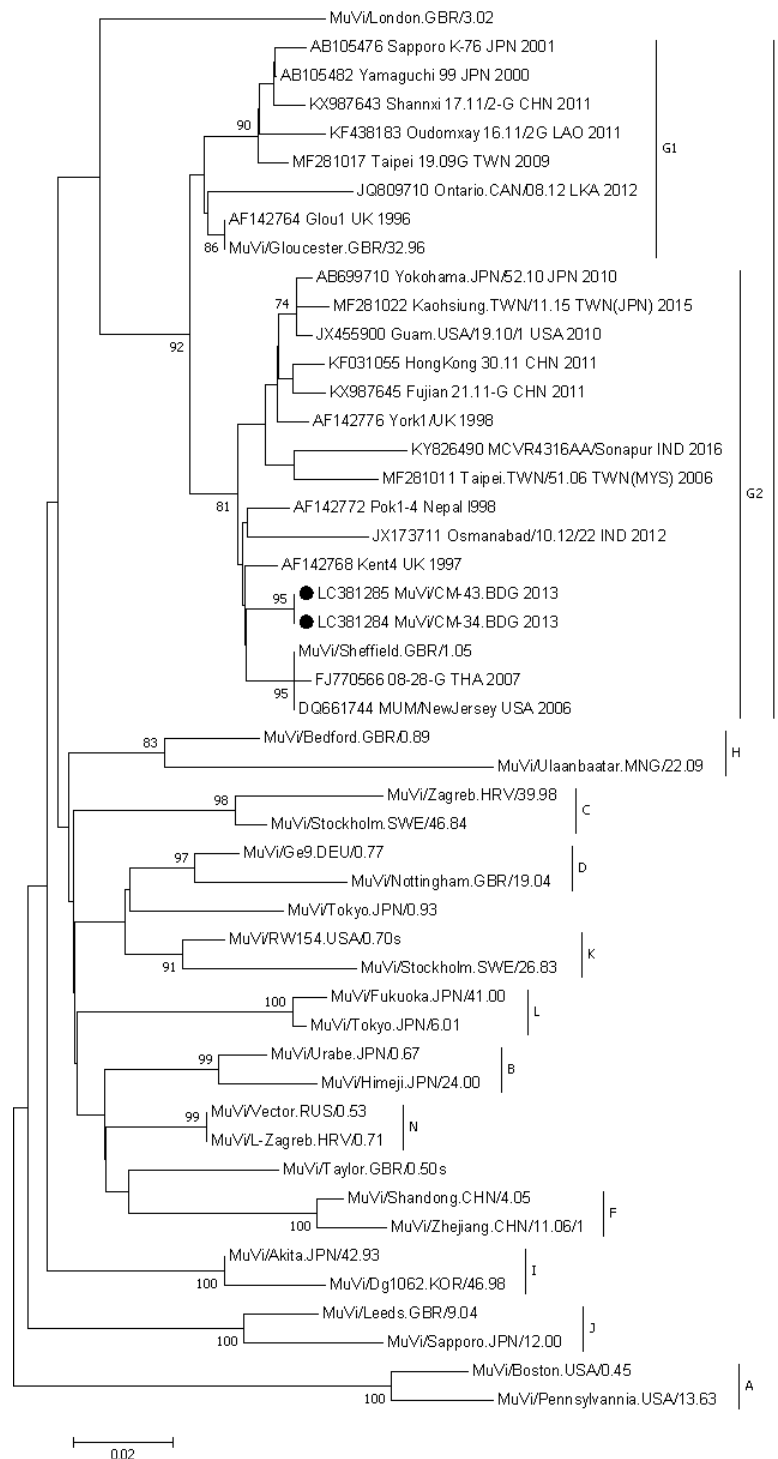 MuVi/London.GBR/3.02
AB105476 Sapporo K-76 JPN 2001
AB105482 Yamaguchi 99 JPN 2000
KX987643 Shannxi 17.11/2-G CHN 2011
90
KF438183 Oudomxay 16.11/2G LAO 2011
G1
MF281017 Taipei 19.09G TWN 2009
JQ809710 Ontario.CAN/08.12 LKA 2012
AF142764 Glou1 UK 1996
86
MuVi/Gloucester.GBR/32.96
AB699710 Yokohama.JPN/52.10 JPN 2010
74
MF281022 Kaohsiung.TWN/11.15 TWN(JPN) 2015
JX455900 Guam.USA/19.10/1 USA 2010
92
KF031055 HongKong 30.11 CHN 2011
KX987645 Fujian 21.11-G CHN 2011
AF142776 York1/UK 1998
KY826490 MCVR4316AA/Sonapur IND 2016
MF281011 Taipei.TWN/51.06 TWN(MYS) 2006
G2
81
AF142772 Pok1-4 Nepal I998
JX173711 Osmanabad/10.12/22 IND 2012
AF142768 Kent4 UK 1997
95
LC381285 MuVi/CM-43.BDG 2013
LC381284 MuVi/CM-34.BDG 2013
MuVi/Sheffield.GBR/1.05
FJ770566 08-28-G THA 2007
95
DQ661744 MUM/NewJersey USA 2006
MuVi/Bedford.GBR/0.89
83
H
MuVi/Ulaanbaatar.MNG/22.09
MuVi/Zagreb.HRV/39.98
98
C
MuVi/Stockholm.SWE/46.84
MuVi/Ge9.DEU/0.77
97
D
MuVi/Nottingham.GBR/19.04
MuVi/Tokyo.JPN/0.93
MuVi/RW154.USA/0.70s
K
91
MuVi/Stockholm.SWE/26.83
MuVi/Fukuoka.JPN/41.00
100
L
MuVi/Tokyo.JPN/6.01
MuVi/Urabe.JPN/0.67
99
B
MuVi/Himeji.JPN/24.00
MuVi/Vector.RUS/0.53
99
N
MuVi/L-Zagreb.HRV/0.71
MuVi/Taylor.GBR/0.50s
MuVi/Shandong.CHN/4.05
F
100
MuVi/Zhejiang.CHN/11.06/1
MuVi/Akita.JPN/42.93
I
100
MuVi/Dg1062.KOR/46.98
MuVi/Leeds.GBR/9.04
J
100
MuVi/Sapporo.JPN/12.00
MuVi/Boston.USA/0.45
A
100
MuVi/Pennsylvannia.USA/13.63
0.02